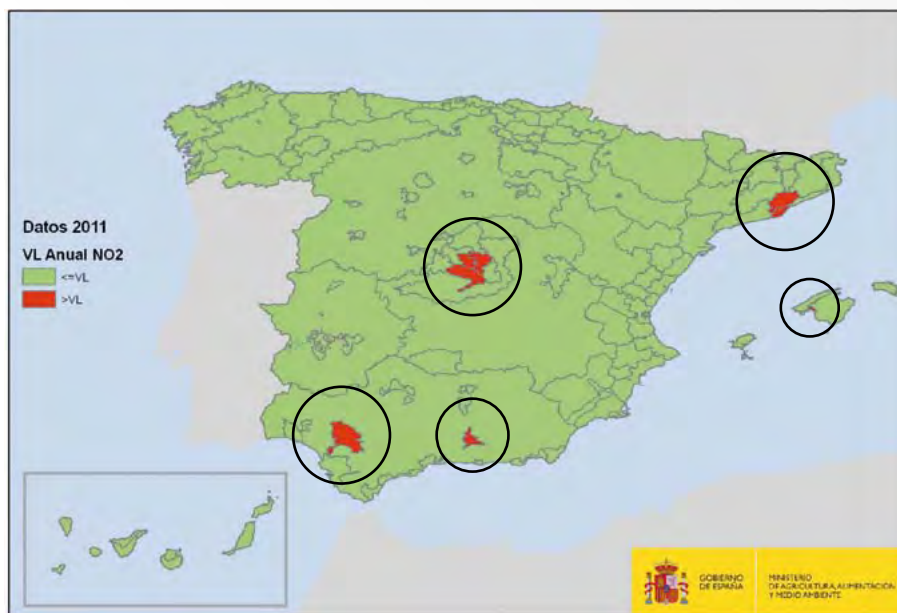 Datos 2011
VL Anual NO2
<=VL
>VL
GOBIERNO
DE ESPAÑA
MINISTERIO
DE AGRICULTURA, ALIMENTACIÓN
Y MEDIO AMBIENTE